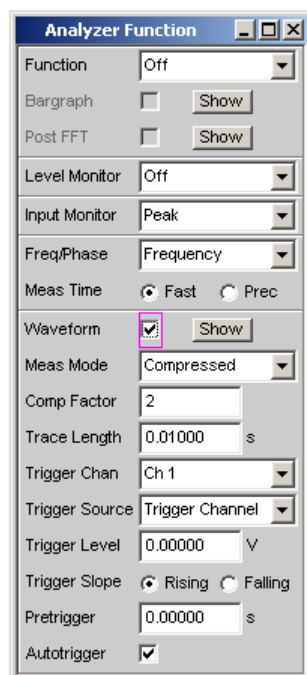 Analyzer Function
Function Off
Bargraph Show
Post FFT Show
Level Monitor Off
Input Monitor Peak
Freq/Phase Frequency
Meas Time Fast Prec
Waveform Show
Meas Mode Compressed
Comp Factor 2
Trace Length 0.01000 s
Trigger Chan Ch 1
Trigger Source Trigger Channel
Trigger Level 0.00000 V
Trigger Slope Rising Falling
Pretrigger 0.00000 s
Autotrigger